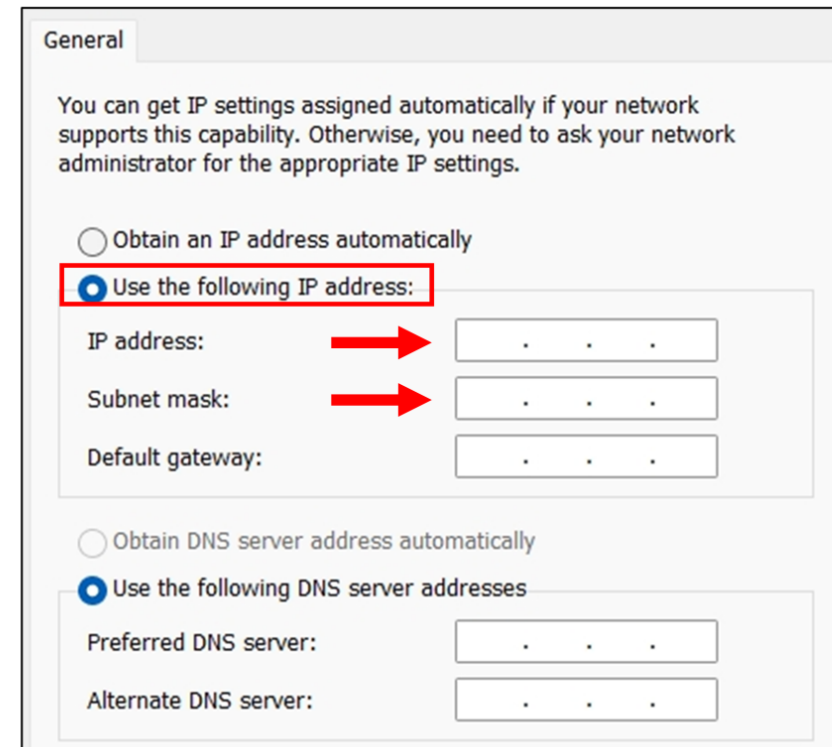 General
You can get IP settings assigned automatically if your network
supports this capability. Otherwise, you need to ask your network
administrator for the appropriate IP settings.
Obtain an IP address automatically
Use the following IP address:
IP address: . . .
Subnet mask: . . .
Default gateway: . . .
Obtain DNS server address automatically
Use the following DNS server addresses
Preferred DNS server: . . .
Alternate DNS server: . . .